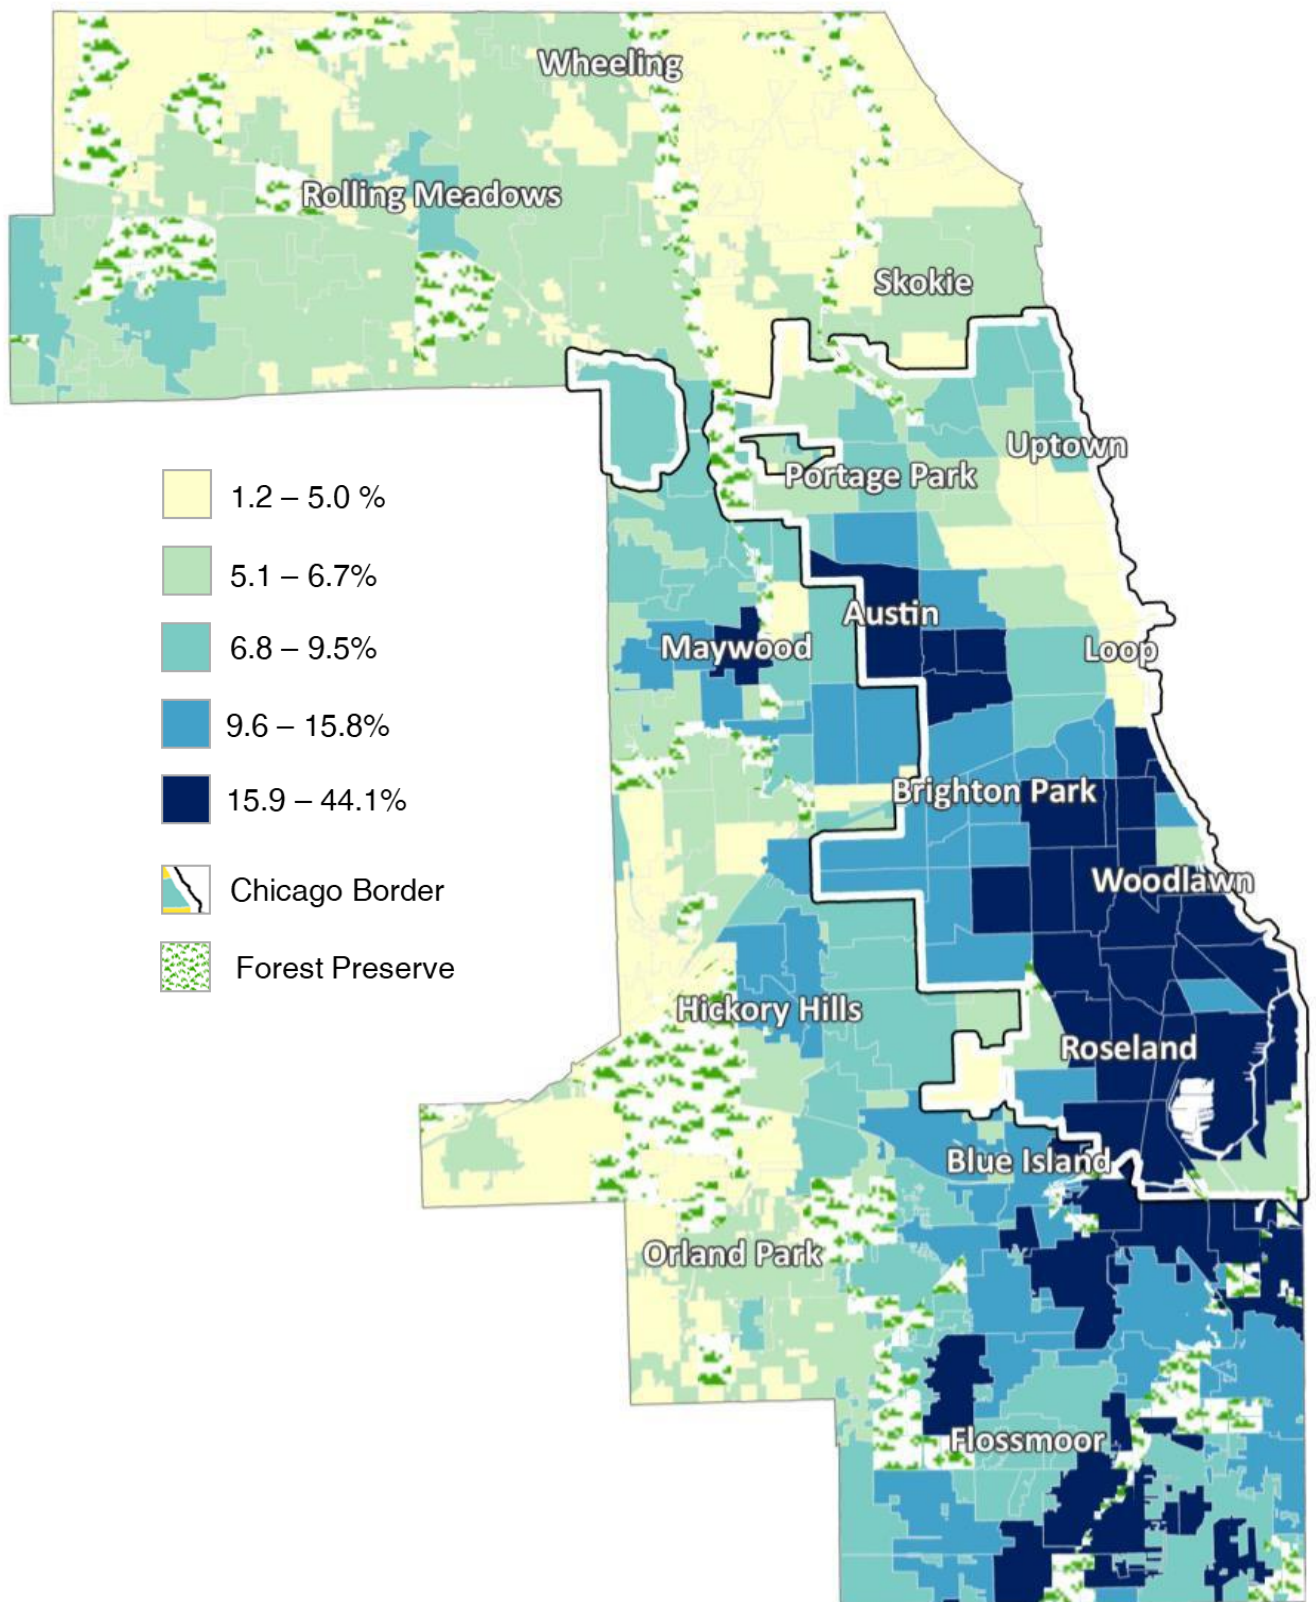 Wheeling
Rolling Meadows
Skokie
Uptown
Portage Park
1.2 – 5.0 %
5.1 – 6.7%
6.8 – 9.5%
9.6 – 15.8%
15.9 – 44.1%
Chicago Border
Forest Preserve
Austin
Maywood
Loop
Brighton Park
Woodlawn
Hickory Hills
Roseland
Blue Island
Orland Park
Flossmoor